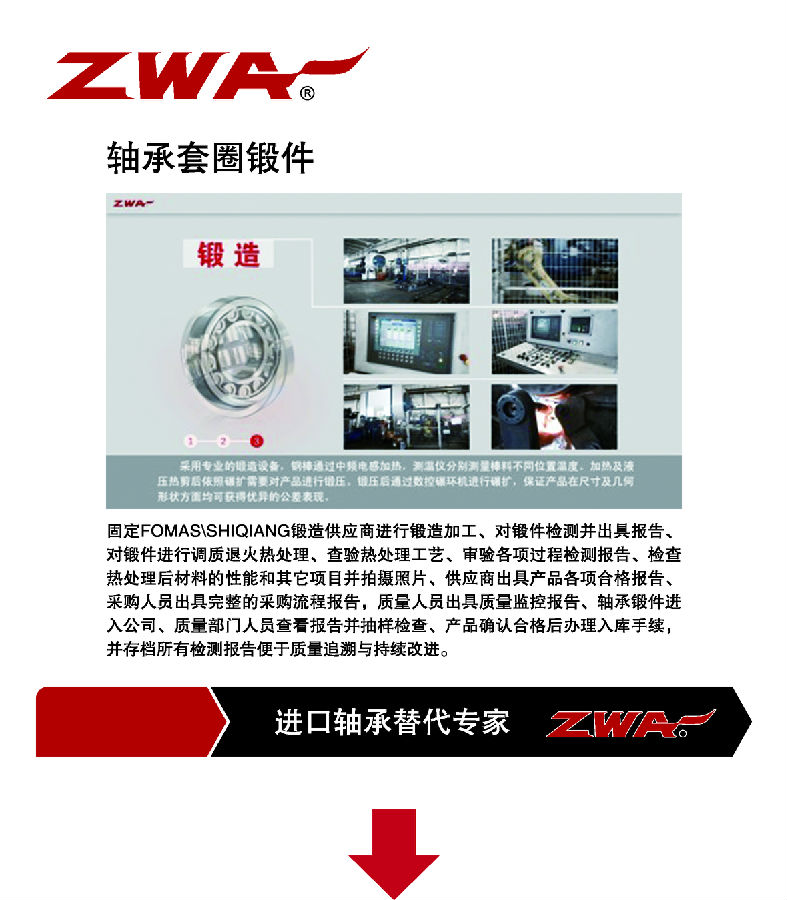 ZWA
®
轴承套圈锻件
ZWA
锻造
1 2 3
采用专业的锻造设备，钢棒通过中频电感加热，测温仪分别测量棒料不同位置温度，加热及液
压热剪后依照碾扩需要对产品进行锻压，锻压后通过数控碾环机进行碾扩，保证产品在尺寸及几何
形状方面均可获得优异的公差表现。
固定FOMAS\SHIQIANG锻造供应商进行锻造加工、对锻件检测并出具报告、
对锻件进行调质退火热处理、查验热处理工艺、审验各项过程检测报告、检查
热处理后材料的性能和其它项目并拍摄照片、供应商出具产品各项合格报告、
采购人员出具完整的采购流程报告，质量人员出具质量监控报告、轴承锻件进
入公司、质量部门人员查看报告并抽样检查、产品确认合格后办理入库手续，
并存档所有检测报告便于质量追溯与持续改进。
进口轴承替代专家 ZWA